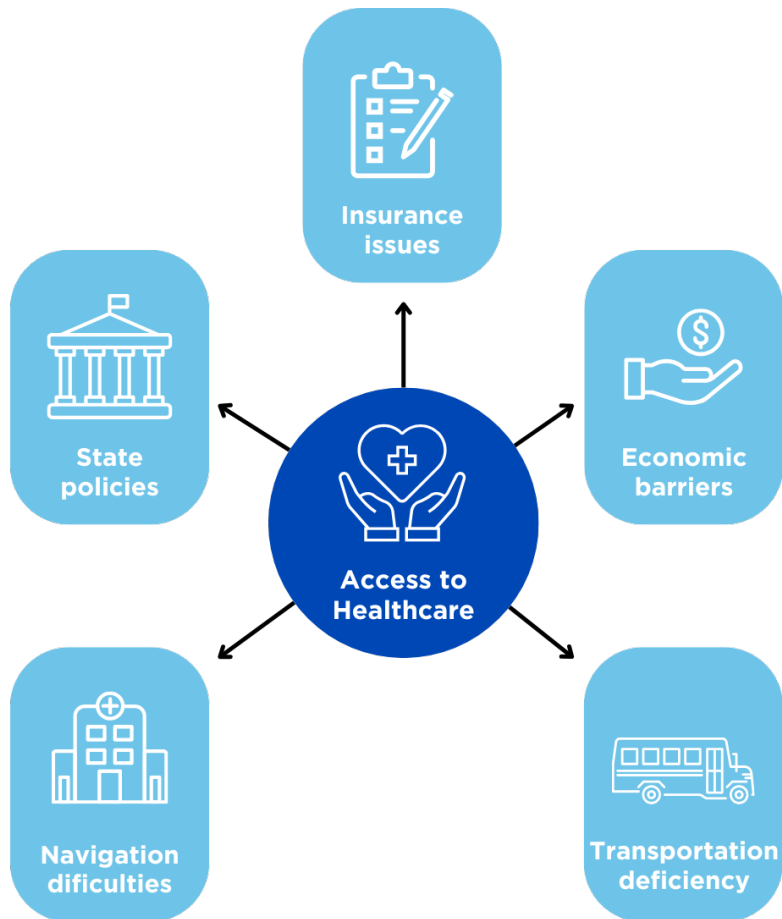 Insurance
issues
State
policies
Economic
barriers
$
Access to
Healthcare
Navigation
dificulties
Transportation
deficiency